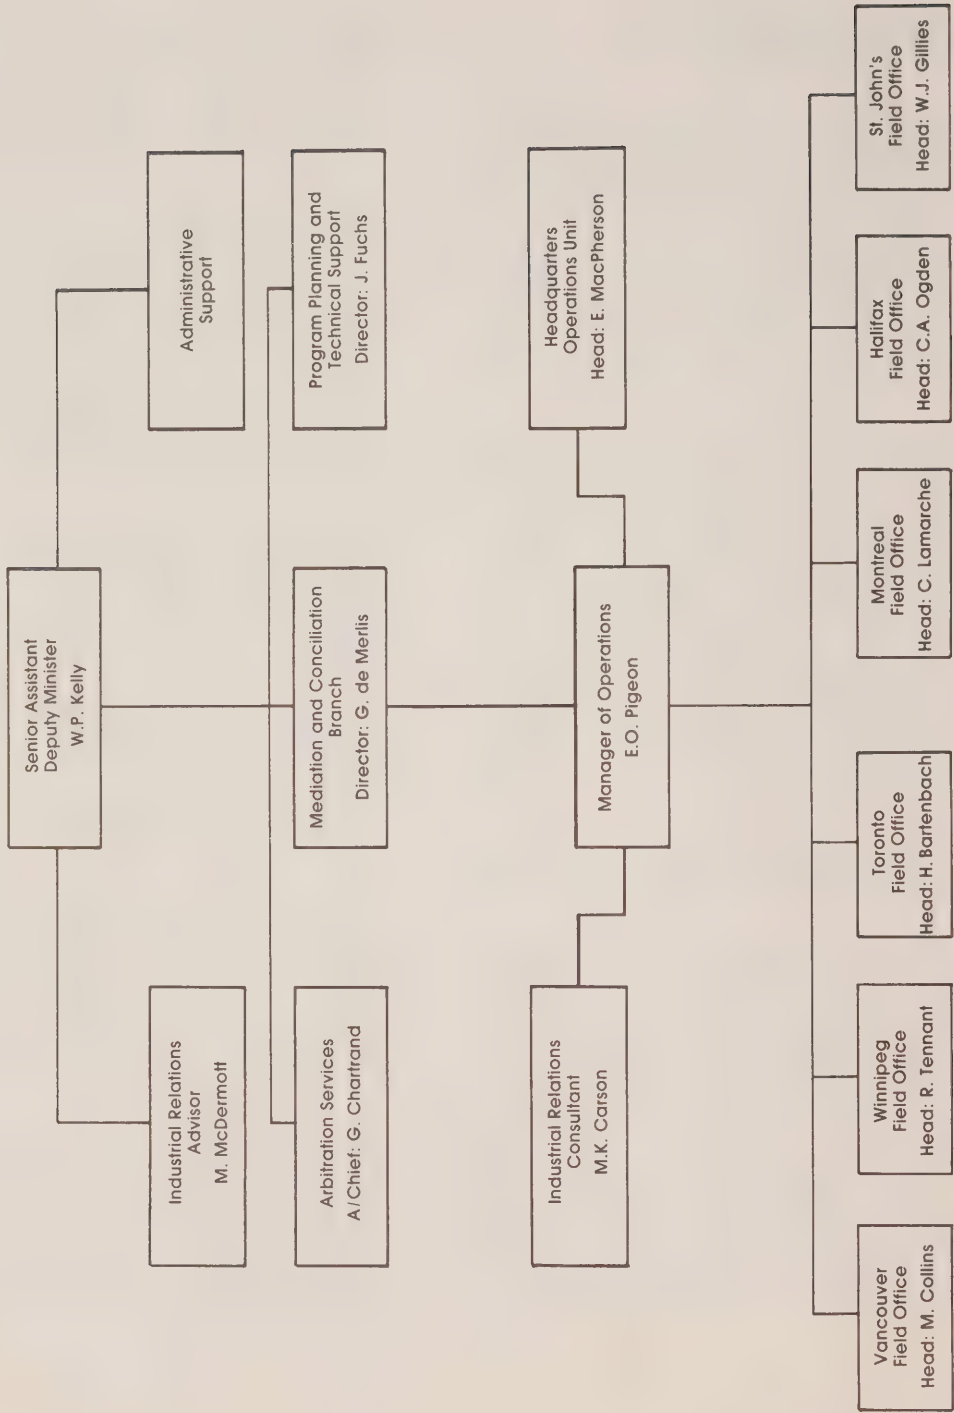 Senior Assistant
Deputy Minister
W.P. Kelly
Industrial Relations
Advisor
M. McDermott
Administrative
Support
Arbitration Services
A/Chief: G. Chartrand
Mediation and Conciliation
Branch
Director: G. de Merlis
Program Planning and
Technical Support
Director: J. Fuchs
Industrial Relations
Consultant
M.K. Carson
Manager of Operations
E.O. Pigeon
Headquarters
Operations Unit
Head: E. MacPherson
Vancouver
Field Office
Head: M. Collins
Winnipeg
Field Office
Head: R. Tennant
Toronto
Field Office
Head: H. Bartenbach
Montreal
Field Office
Head: C. Lamarche
Halifax
Field Office
Head: C.A. Ogden
St. John's
Field Office
Head: W.J. Gillies